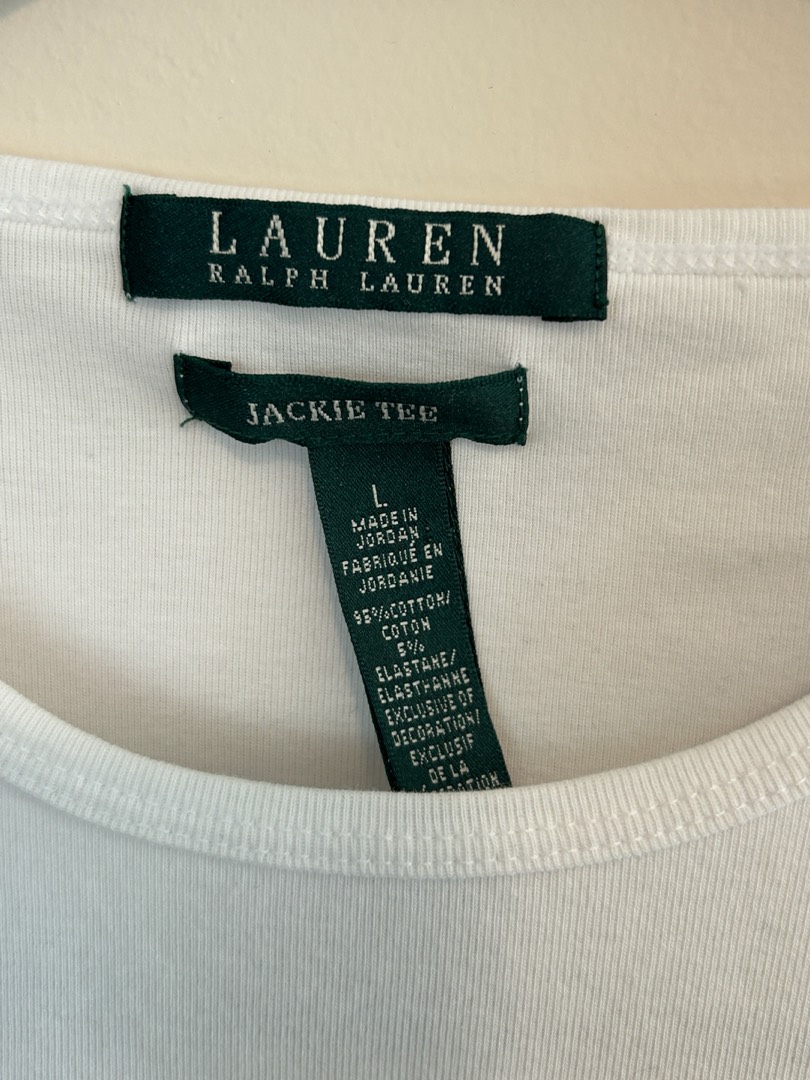 LAUREN
RALPH LAUREN
JACKIE TEE
L
MADE IN
JORDAN
FABRIQUÉ EN
JORDANIE
95%COTTON/
COTON
5%
ELASTANE/
ELASTHANNE
EXCLUSIVE OF
DECORATION/
EXCLUSIF
DE LA